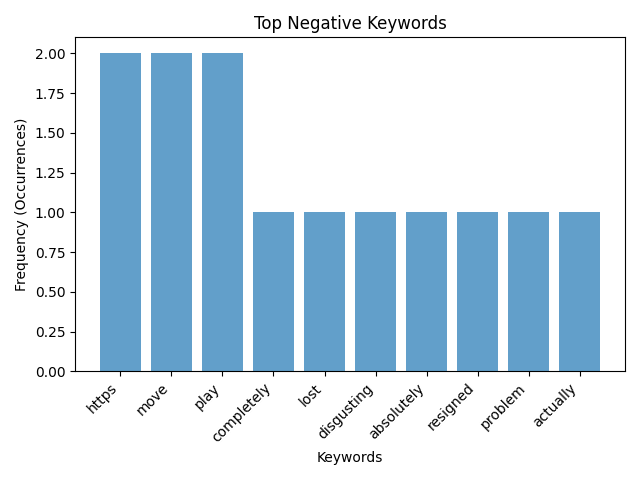 Top Negative Keywords
Frequency (Occurrences)
2.00
1.75
1.50
1.25
1.00
0.75
0.50
0.25
0.00
https
move
play
completely
lost
disgusting
absolutely
resigned
problem
actually
Keywords